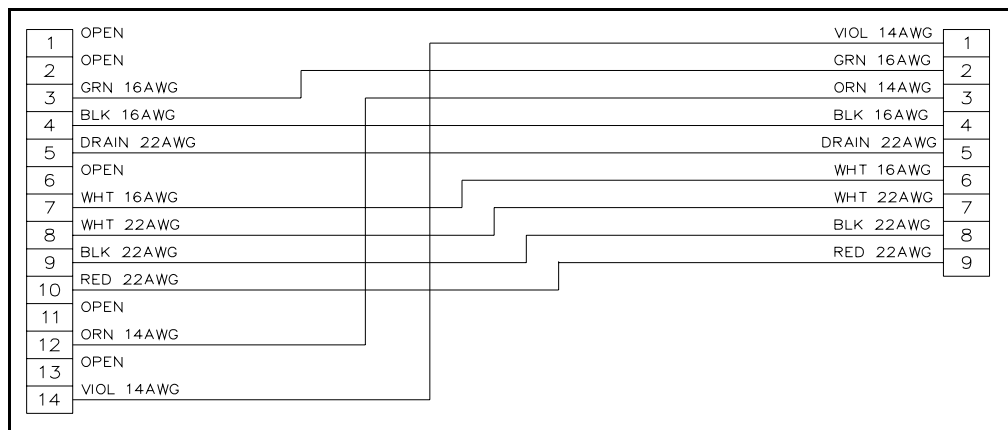 OPEN VIOL 14AWG
1 1
OPEN GRN 16AWG
2 2
GRN 16AWG ORN 14AWG
3 3
BLK 16AWG BLK 16AWG
4 4
DRAIN 22AWG DRAIN 22AWG
5 5
OPEN WHT 16AWG
6 6
WHT 16AWG WHT 22AWG
7 7
WHT 22AWG BLK 22AWG
8 8
BLK 22AWG RED 22AWG
9 9
RED 22AWG
10
OPEN
11
ORN 14AWG
12
OPEN
13
VIOL 14AWG
14